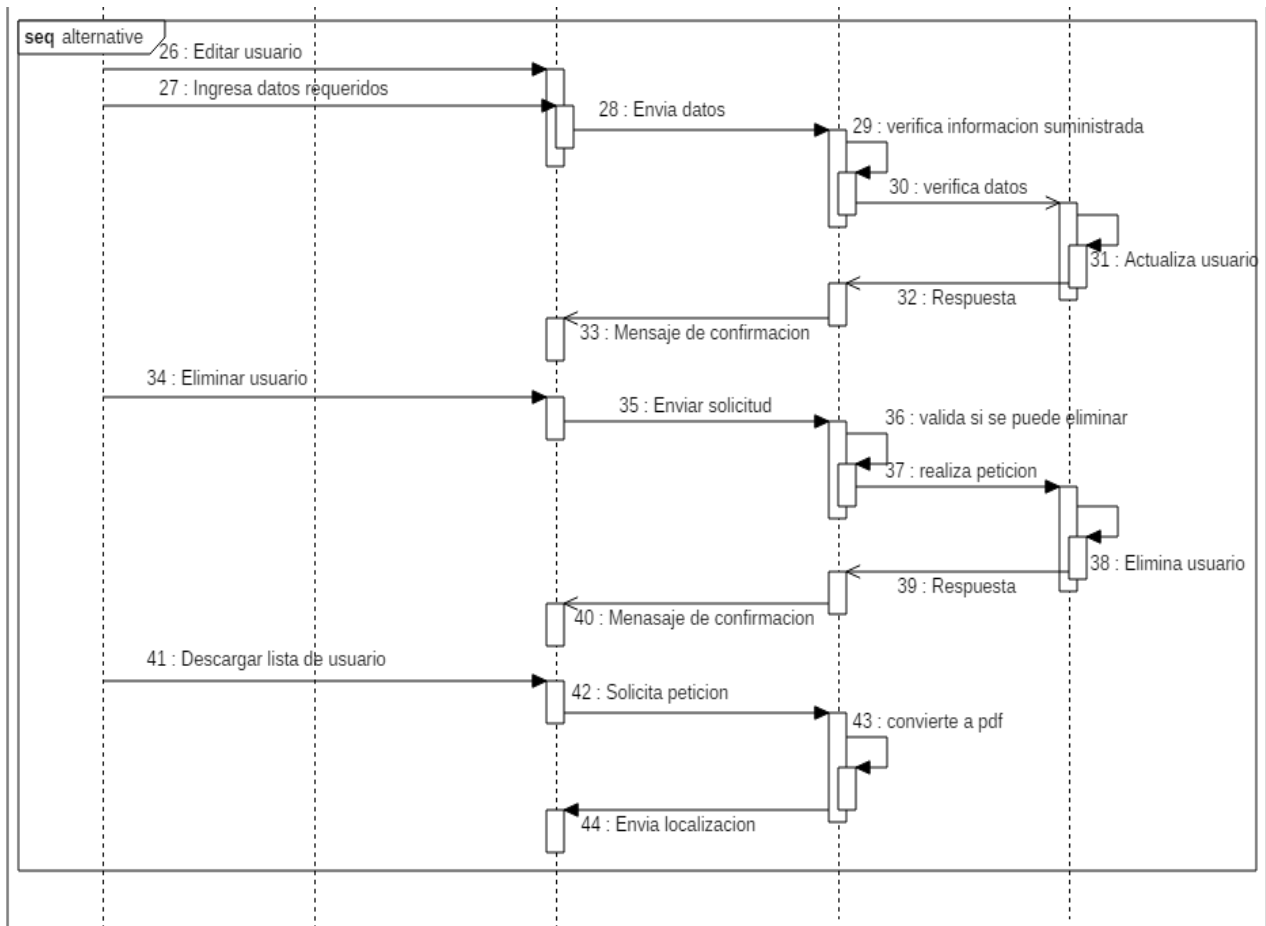 seq alternative
26 : Editar usuario
27 : Ingresa datos requeridos
28 : Envia datos
29 : verifica informacion suministrada
30 : verifica datos
31 : Actualiza usuario
32 : Respuesta
33 : Mensaje de confirmacion
34 : Eliminar usuario
35 : Enviar solicitud
36 : valida si se puede eliminar
37 : realiza peticion
38 : Elimina usuario
39 : Respuesta
40 : Menasaje de confirmacion
41 : Descargar lista de usuario
42 : Solicita peticion
43 : convierte a pdf
44 : Envia localizacion